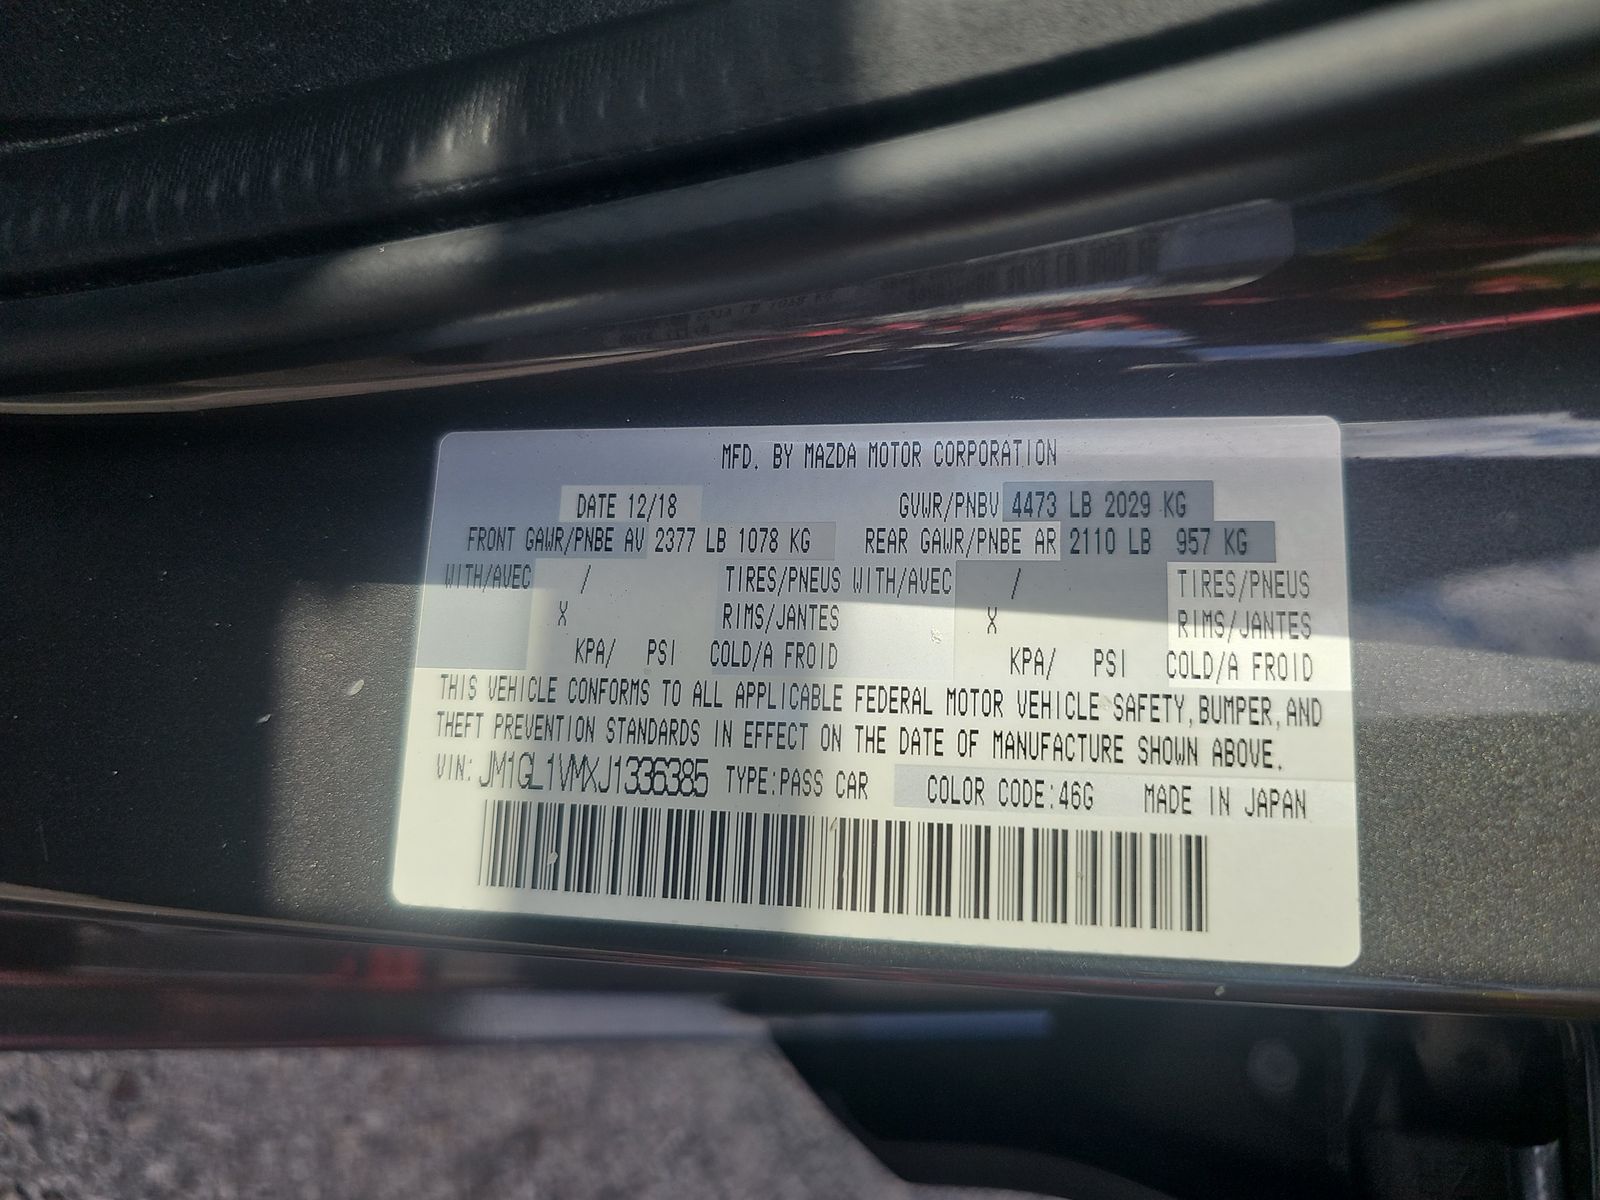 MFD. BY MAZDA MOTOR CORPORATION
DATE 12/18 GVWR/PNBV 4473 LB 2029 KG
FRONT GAWR/PNBE AV 2377 LB 1078 KG REAR GAWR/PNBE AR 2110 LB 957 KG
WITH/AVEC / TIRES/PNEUS WITH/AVEC / TIRES/PNEUS
X RIMS/JANTES X RIMS/JANTES
KPA/ PSI COLD/A FROID KPA/ PSI COLD/A FROID
THIS VEHICLE CONFORMS TO ALL APPLICABLE FEDERAL MOTOR VEHICLE SAFETY, BUMPER, AND
THEFT PREVENTION STANDARDS IN EFFECT ON THE DATE OF MANUFACTURE SHOWN ABOVE.
VIN: JM1GL1VMXJ1336385 TYPE:PASS CAR COLOR CODE:46G MADE IN JAPAN